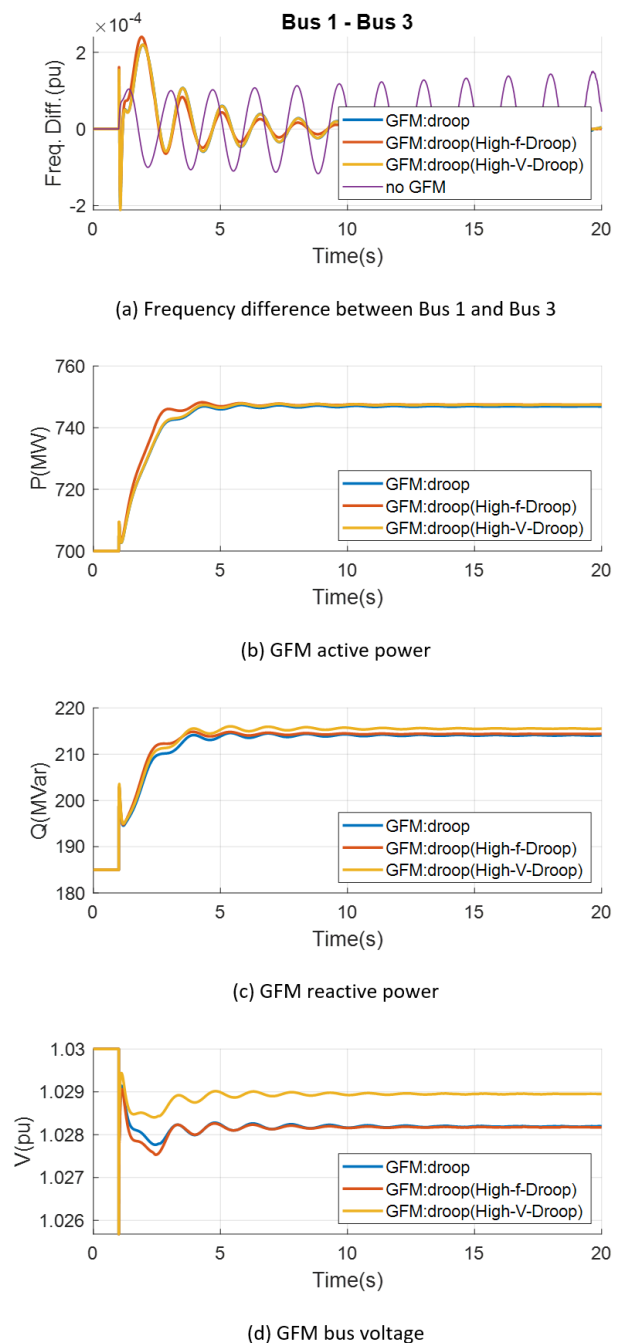 Bus 1 - Bus 3
×10⁻⁴
2
0
-2
Freq. Diff.(pu)
GFM:droop
GFM:droop(High-f-Droop)
GFM:droop(High-V-Droop)
no GFM
0 5 10 15 20
Time(s)
(a) Frequency difference between Bus 1 and Bus 3
760
740
720
700
P(MW)
GFM:droop
GFM:droop(High-f-Droop)
GFM:droop(High-V-Droop)
0 5 10 15 20
Time(s)
(b) GFM active power
220
210
200
190
180
Q(MVar)
GFM:droop
GFM:droop(High-f-Droop)
GFM:droop(High-V-Droop)
0 5 10 15 20
Time(s)
(c) GFM reactive power
1.03
1.029
1.028
1.027
1.026
V(pu)
GFM:droop
GFM:droop(High-f-Droop)
GFM:droop(High-V-Droop)
0 5 10 15 20
Time(s)
(d) GFM bus voltage